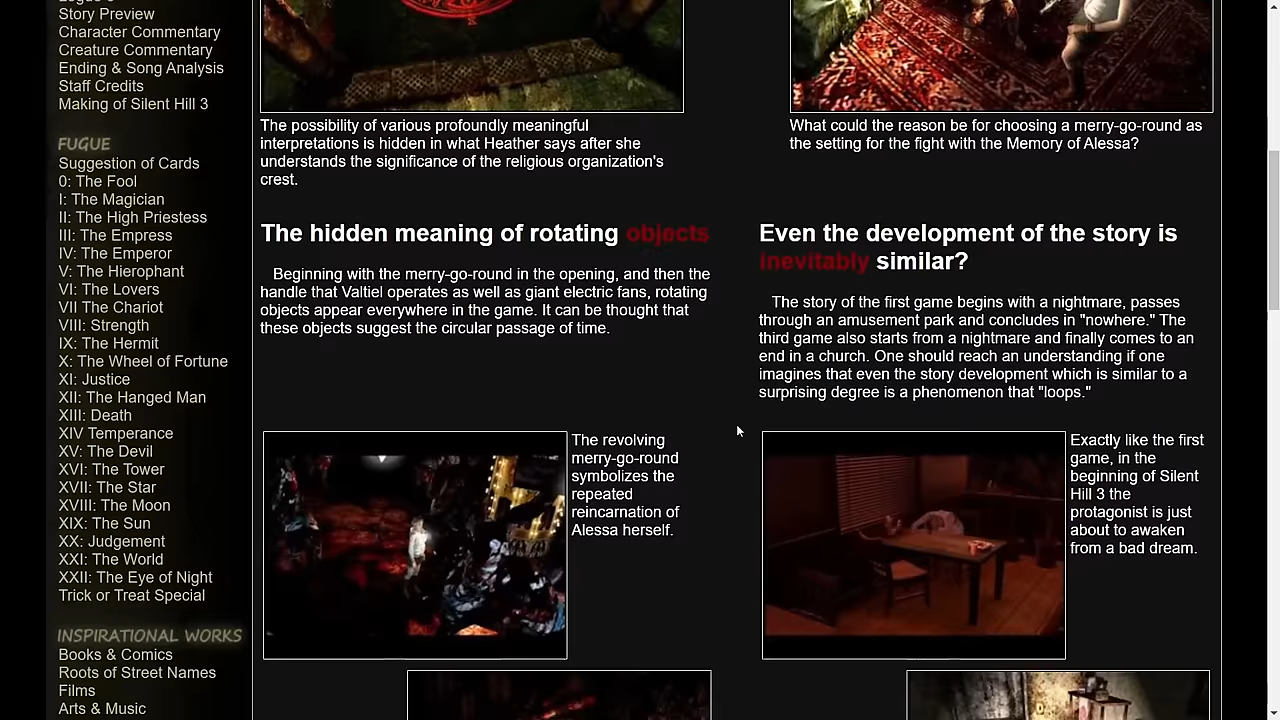 Story Preview
Character Commentary
Creature Commentary
Ending & Song Analysis
Staff Credits
Making of Silent Hill 3
FUGUE
Suggestion of Cards
0: The Fool
I: The Magician
II: The High Priestess
III: The Empress
IV: The Emperor
V: The Hierophant
VI: The Lovers
VII The Chariot
VIII: Strength
IX: The Hermit
X: The Wheel of Fortune
XI: Justice
XII: The Hanged Man
XIII: Death
XIV Temperance
XV: The Devil
XVI: The Tower
XVII: The Star
XVIII: The Moon
XIX: The Sun
XX: Judgement
XXI: The World
XXII: The Eye of Night
Trick or Treat Special
INSPIRATIONAL WORKS
Books & Comics
Roots of Street Names
Films
Arts & Music
The possibility of various profoundly meaningful
interpretations is hidden in what Heather says after she
understands the significance of the religious organization's
crest.
What could the reason be for choosing a merry-go-round as
the setting for the fight with the Memory of Alessa?
The hidden meaning of rotating objects
Beginning with the merry-go-round in the opening, and then the
handle that Valtiel operates as well as giant electric fans, rotating
objects appear everywhere in the game. It can be thought that
these objects suggest the circular passage of time.
Even the development of the story is
inevitably similar?
The story of the first game begins with a nightmare, passes
through an amusement park and concludes in "nowhere." The
third game also starts from a nightmare and finally comes to an
end in a church. One should reach an understanding if one
imagines that even the story development which is similar to a
surprising degree is a phenomenon that "loops."
The revolving
merry-go-round
symbolizes the
repeated
reincarnation of
Alessa herself.
Exactly like the first
game, in the
beginning of Silent
Hill 3 the
protagonist is just
about to awaken
from a bad dream.